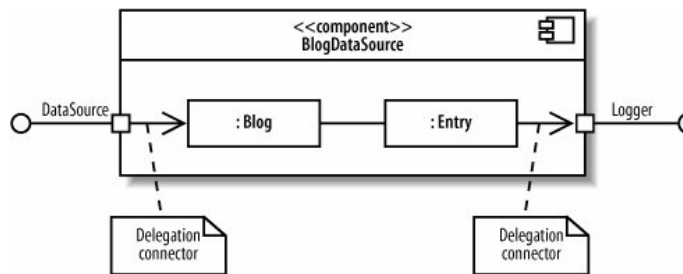 <<component>>
BlogDataSource
DataSource
: Blog
: Entry
Logger
Delegation
connector
Delegation
connector